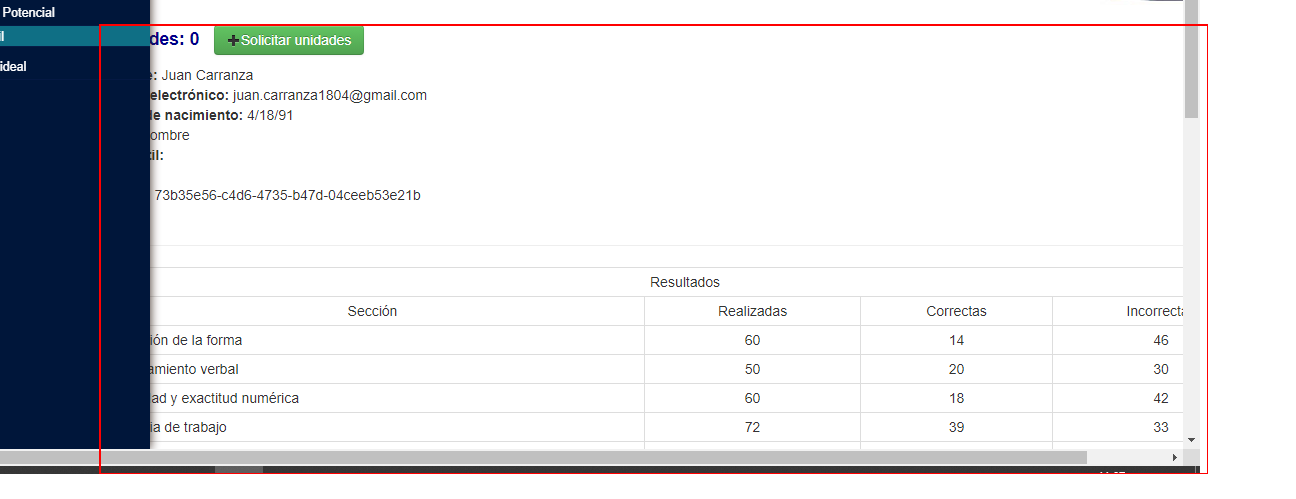 Potencial
des: 0 Solicitar unidades
ideal
e: Juan Carranza
electrónico: juan.carranza1804@gmail.com
de nacimiento: 4/18/91
ombre
til:
73b35e56-c4d6-4735-b47d-04ceeb53e21b
Resultados
Sección Realizadas Correctas Incorrecta
ión de la forma 60 14 46
amiento verbal 50 20 30
ad y exactitud numérica 60 18 42
ia de trabajo 72 39 33